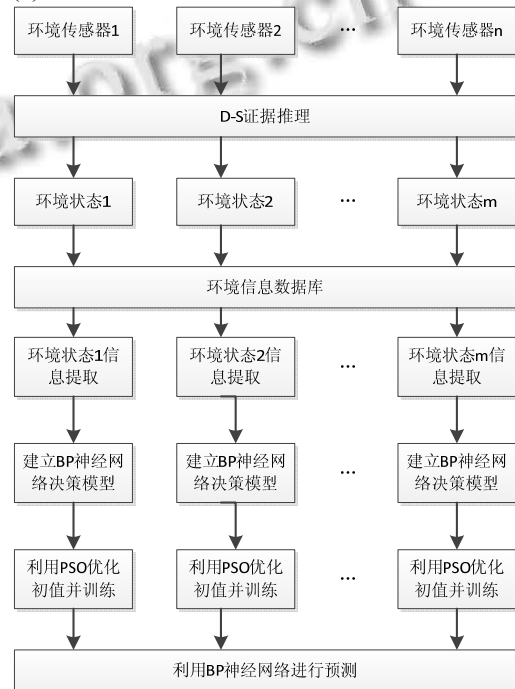 环境传感器1 环境传感器2 ... 环境传感器n
D-S证据推理
环境状态1 环境状态2 ... 环境状态m
环境信息数据库
环境状态1信
息提取
环境状态2信
息提取
...
环境状态m信
息提取
建立BP神经网
络决策模型
建立BP神经网
络决策模型
...
建立BP神经网
络决策模型
利用PSO优化
初值并训练
利用PSO优化
初值并训练
...
利用PSO优化
初值并训练
利用BP神经网络进行预测